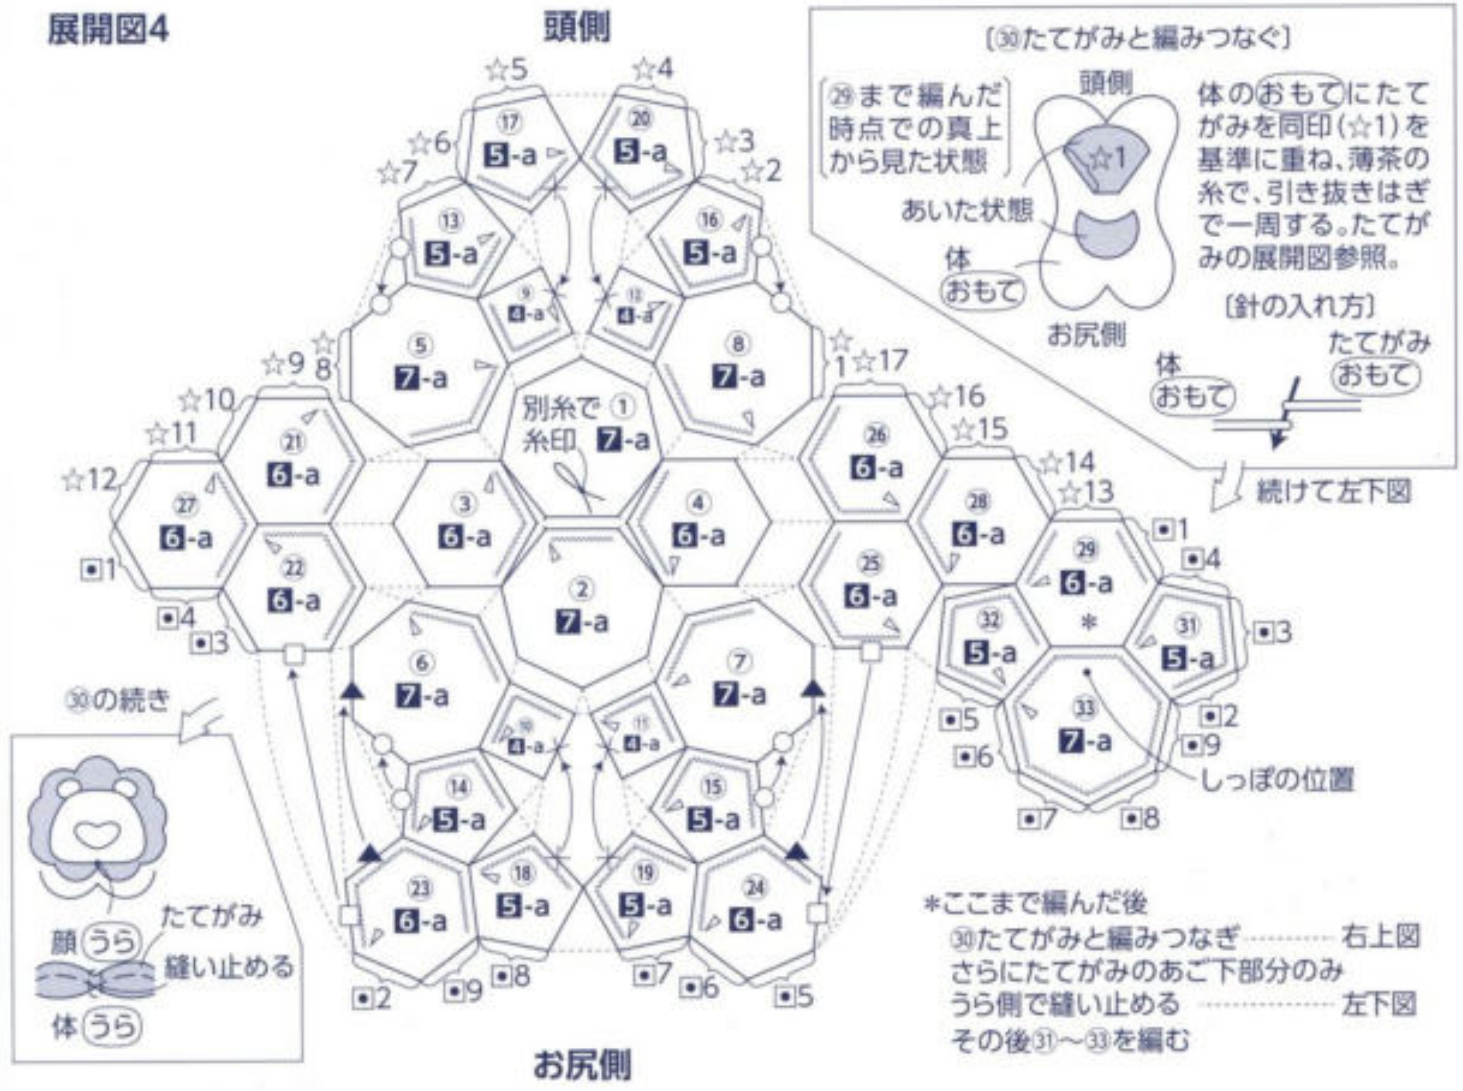 展開図4
頭側
☆5
☆4
⑰
5-a
⑳
5-a
☆6
☆3
☆7
☆2
⑬
5-a
⑯
5-a
⑨
4-a
⑫
4-a
⑤
7-a
⑧
7-a
☆8
☆1
☆9
☆17
☆10
☆16
☆11
☆15
☆12
☆14
☆13
別糸で
糸印
①
7-a
㉑
6-a
㉗
6-a
㉒
6-a
③
6-a
④
6-a
②
7-a
㉖
6-a
㉘
6-a
㉕
6-a
㉙
6-a
*
㉜
5-a
㉛
5-a
㉝
7-a
しっぽの位置
▣1
▣4
▣3
▣1
▣4
▣3
▣2
▣9
▣5
▣6
▣7
▣8
⑥
7-a
⑦
7-a
⑩
4-a
⑪
4-a
⑭
5-a
⑮
5-a
㉓
6-a
⑱
5-a
⑲
5-a
㉔
6-a
▣2
▣9
▣8
▣7
▣6
▣5
お尻側
〔㉚たてがみと編みつなぐ〕
㉙まで編んだ
時点での真上
から見た状態
頭側
☆1
あいた状態
体
おもて
お尻側
体のおもてにたて
がみを同印(☆1)を
基準に重ね、薄茶の
糸で、引き抜きはぎ
で一周する。たてが
みの展開図参照。
〔針の入れ方〕
体
おもて
たてがみ
おもて
続けて左下図
㉚の続き
顔うら
たてがみ
縫い止める
体うら
*ここまで編んだ後
㉚たてがみと編みつなぎ--------右上図
さらにたてがみのあご下部分のみ
うら側で縫い止める --------左下図
その後㉛〜㉝を編む